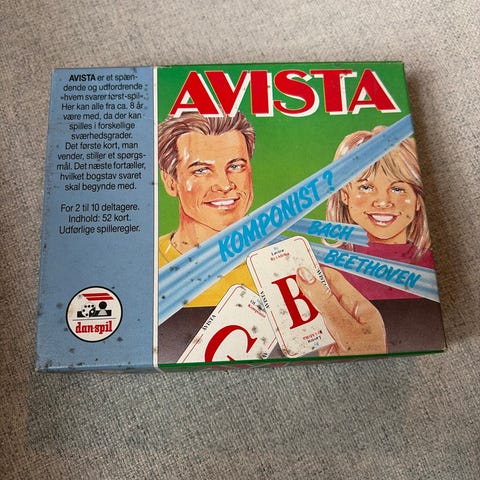 AVISTA er et spæn-
dende og udfordrende
»hvem svarer først-spil«.
Her kan alle fra ca. 8 år
være med, da der kan
spilles i forskellige
sværhedsgrader.
Det første kort, man
vender, stiller et spørgs-
mål. Det næste fortæller,
hvilket bogstav svaret
skal begynde med.
For 2 til 10 deltagere.
Indhold: 52 kort.
Udførlige spilleregler.
dan-spil
AVISTA
KOMPONIST?
BACH
BEETHOVEN
AVISTA
B
AVISTA
G